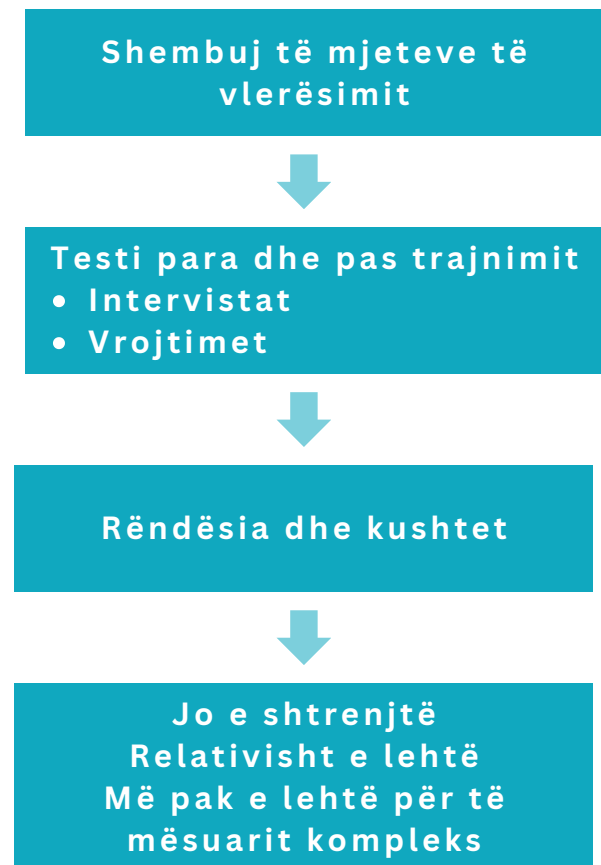 Shembuj të mjeteve të
vlerësimit
Testi para dhe pas trajnimit
• Intervistat
• Vrojtimet
Rëndësia dhe kushtet
Jo e shtrenjtë
Relativisht e lehtë
Më pak e lehtë për të
mësuarit kompleks